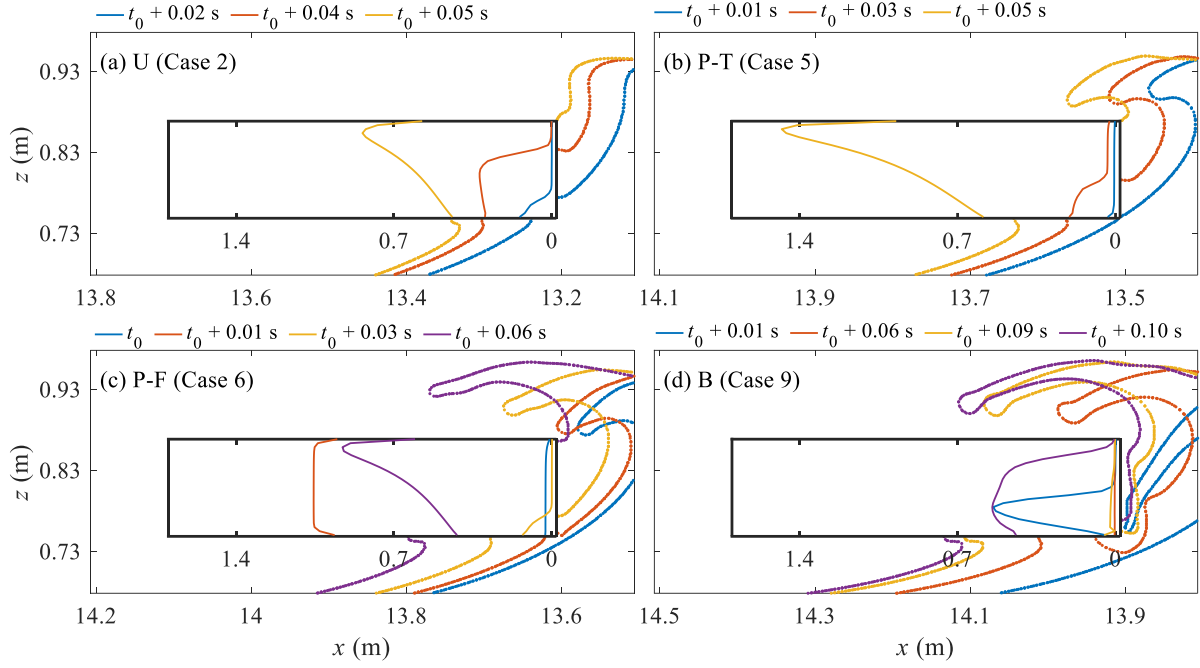 t0 + 0.02 s t0 + 0.04 s t0 + 0.05 s
t0 + 0.01 s t0 + 0.03 s t0 + 0.05 s
(a) U (Case 2)
(b) P-T (Case 5)
0.93
0.83
0.73
z (m)
1.4 0.7 0
1.4 0.7 0
13.8 13.6 13.4 13.2
14.1 13.9 13.7 13.5
t0 t0 + 0.01 s t0 + 0.03 s t0 + 0.06 s
t0 + 0.01 s t0 + 0.06 s t0 + 0.09 s t0 + 0.10 s
(c) P-F (Case 6)
(d) B (Case 9)
0.93
0.83
0.73
z (m)
1.4 0.7 0
1.4 0.7 0
14.2 14 13.8 13.6
14.5 14.1 13.9
x (m)
x (m)